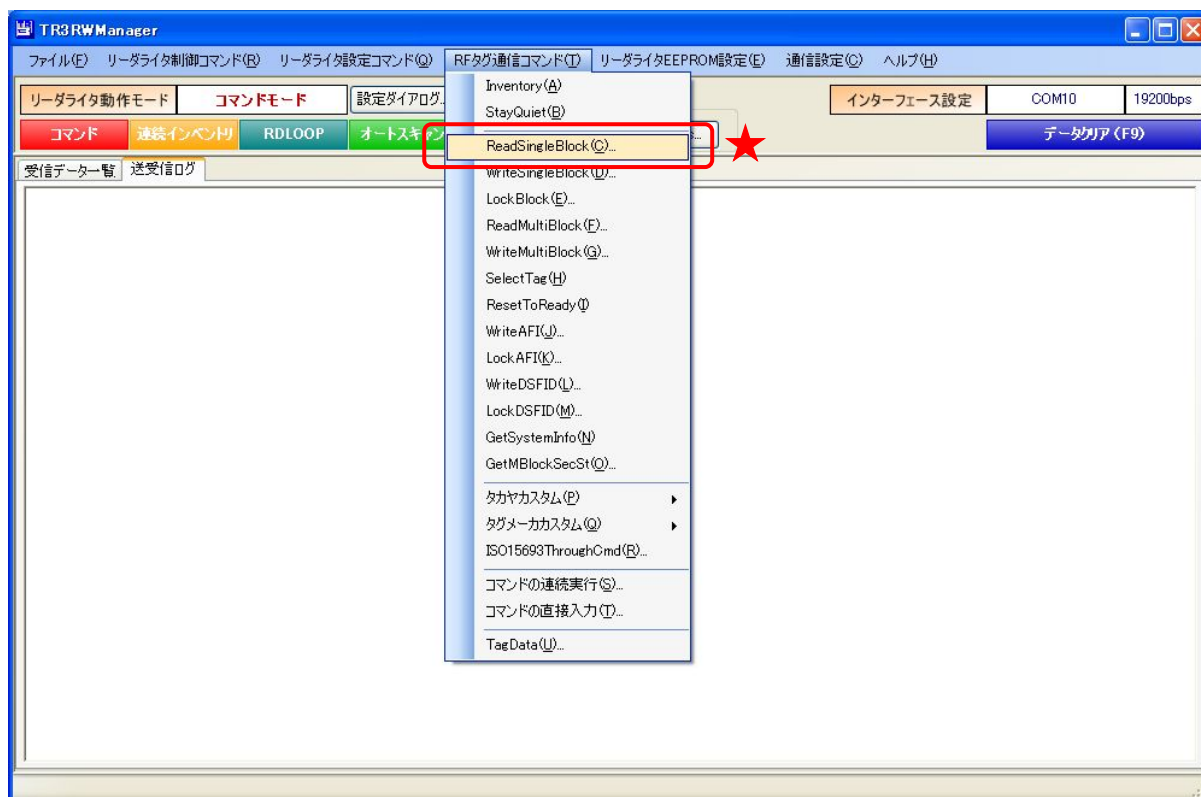 TR3RWManager
ファイル(F) リーダライタ制御コマンド(R) リーダライタ設定コマンド(Q) RFタグ通信コマンド(T) リーダライタEEPROM設定(E) 通信設定(C) ヘルプ(H)
リーダライタ動作モード コマンドモード 設定ダイアログ... インターフェース設定 COM10 19200bps
コマンド 連続インベントリ RDLOOP オートスキャン データクリア(F9)
受信データ一覧 送受信ログ
Inventory(A)
StayQuiet(B)
ReadSingleBlock(C)...
WriteSingleBlock(D)...
LockBlock(E)...
ReadMultiBlock(F)...
WriteMultiBlock(G)...
SelectTag(H)
ResetToReady(I)
WriteAFI(J)...
LockAFI(K)...
WriteDSFID(L)...
LockDSFID(M)...
GetSystemInfo(N)
GetMBlockSecSt(O)...
タカヤカスタム(P)
タグメーカカスタム(Q)
ISO15693ThroughCmd(R)...
コマンドの連続実行(S)...
コマンドの直接入力(T)...
TagData(U)...